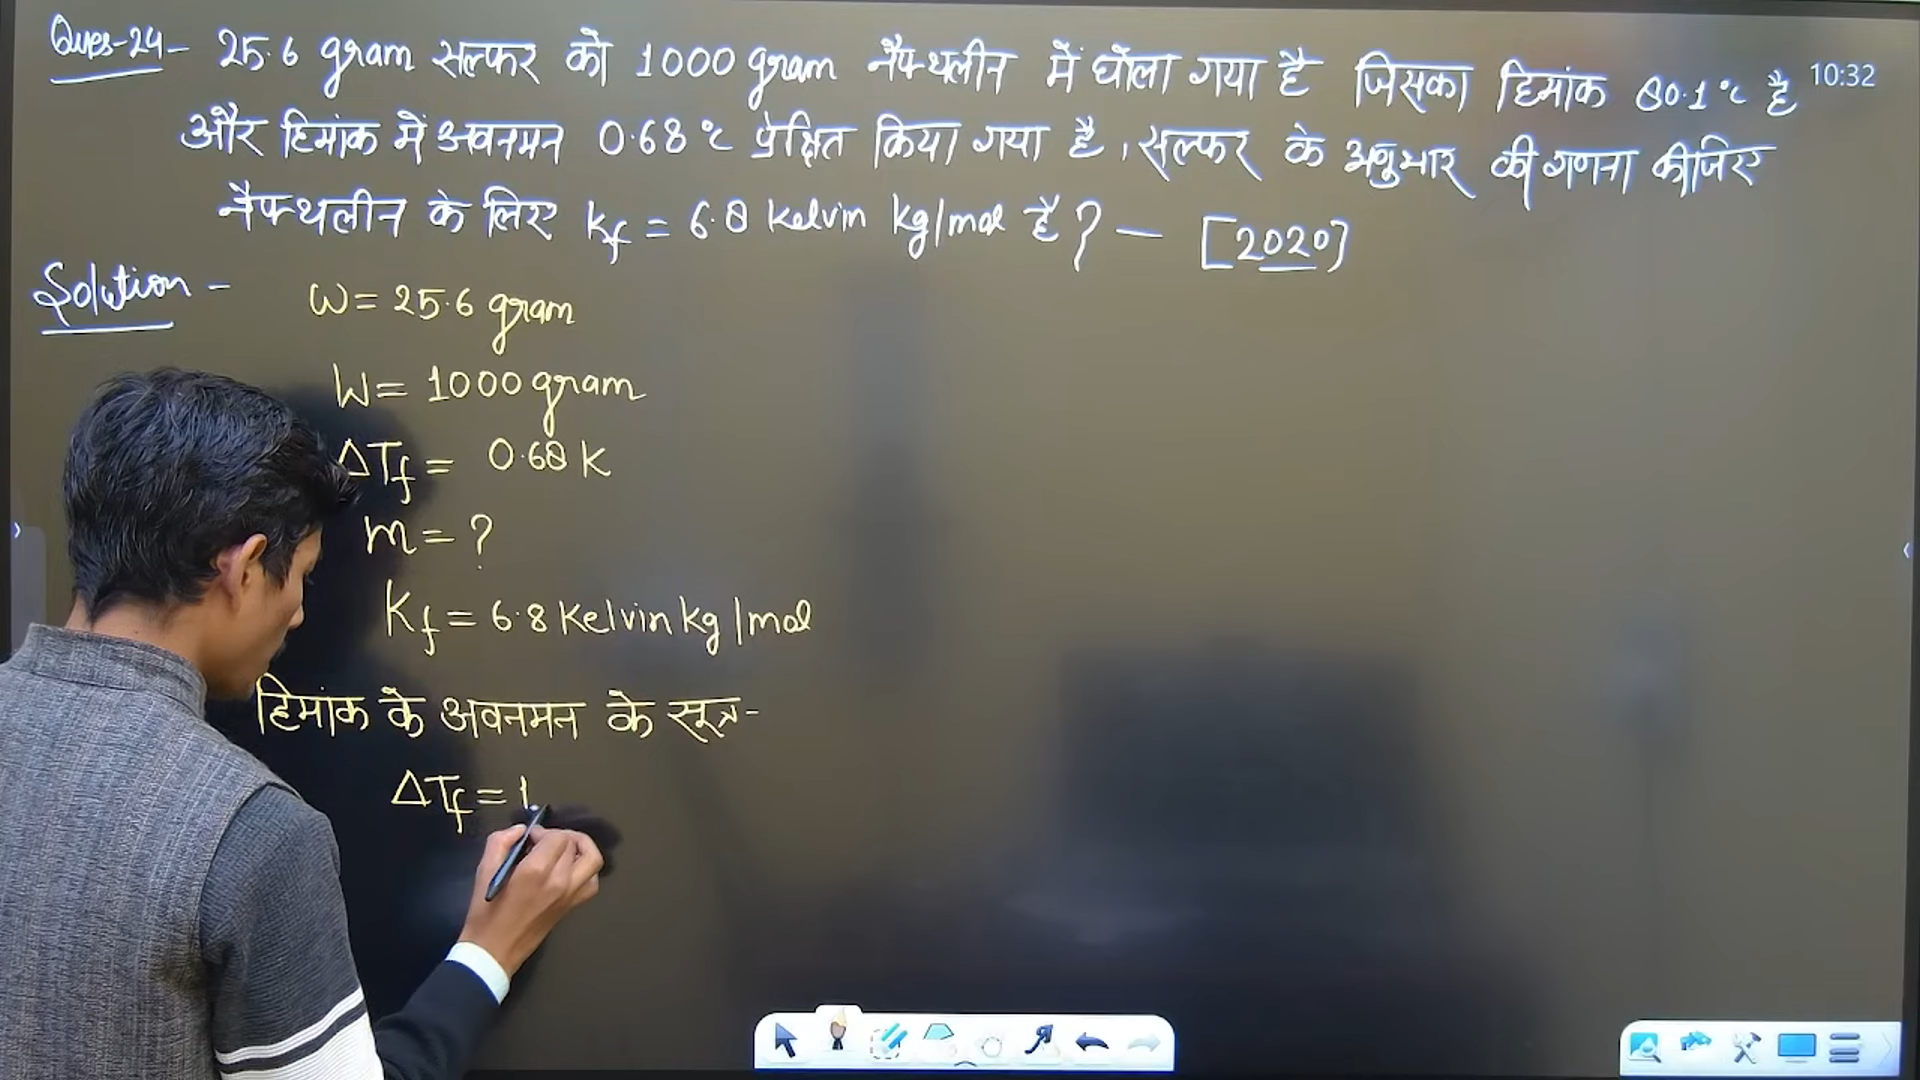 Ques-24- 25.6 gram सल्फर को 1000 gram नैफ्थलीन में घोला गया है जिसका हिमांक 80.1°c है
10:32
और हिमांक में अवनमन 0.68°c प्रेक्षित किया गया है, सल्फर के अणुभार की गणना कीजिए
नैफ्थलीन के लिए Kf = 6.8 Kelvin kg/mol है? — [2020]
Solution -
w = 25.6 gram
W = 1000 gram
ΔTf = 0.68 K
m = ?
Kf = 6.8 Kelvin kg/mol
हिमांक के अवनमन के सूत्र-
ΔTf =